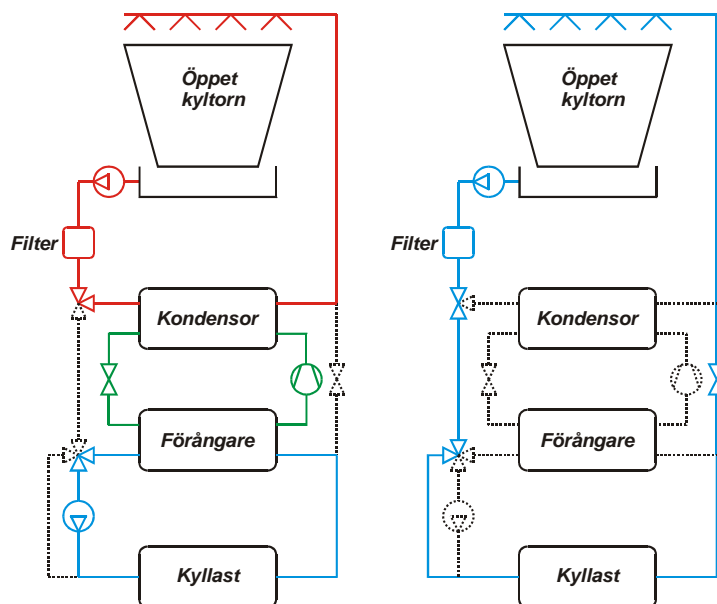 Öppet
kyltorn
Filter
Kondensor
Förångare
Kyllast
Öppet
kyltorn
Filter
Kondensor
Förångare
Kyllast